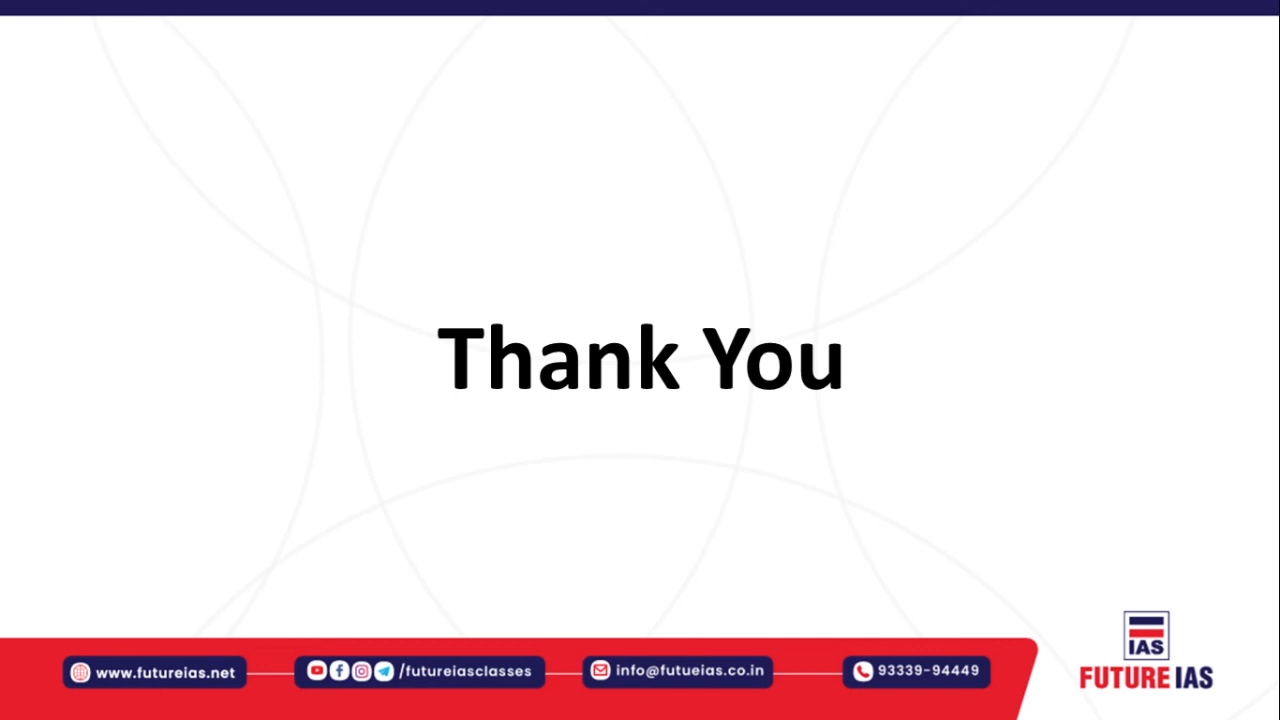 Thank You
www.futureias.net
/futureiasclasses
info@futueias.co.in
93339-94449
IAS
FUTURE IAS